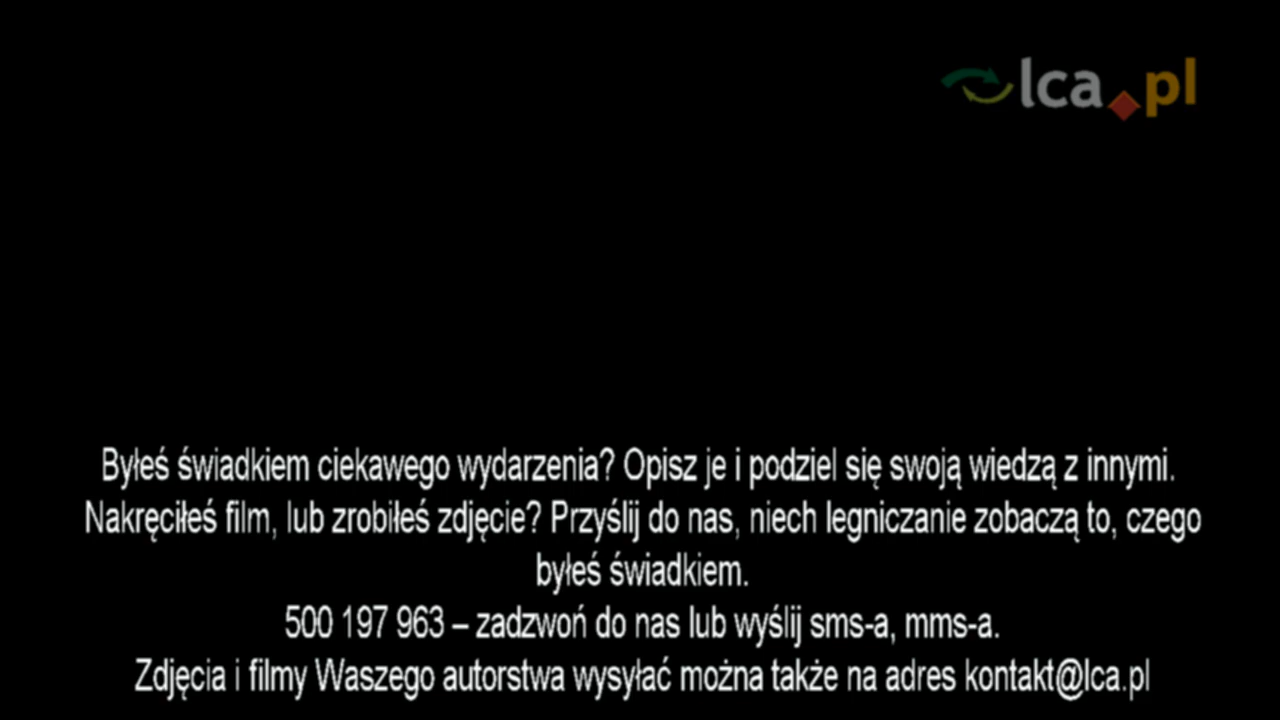 lca.pl
Byłeś świadkiem ciekawego wydarzenia? Opisz je i podziel się swoją wiedzą z innymi.
Nakręciłeś film, lub zrobiłeś zdjęcie? Przyślij do nas, niech legniczanie zobaczą to, czego
byłeś świadkiem.
500 197 963 – zadzwoń do nas lub wyślij sms-a, mms-a.
Zdjęcia i filmy Waszego autorstwa wysyłać można także na adres kontakt@lca.pl